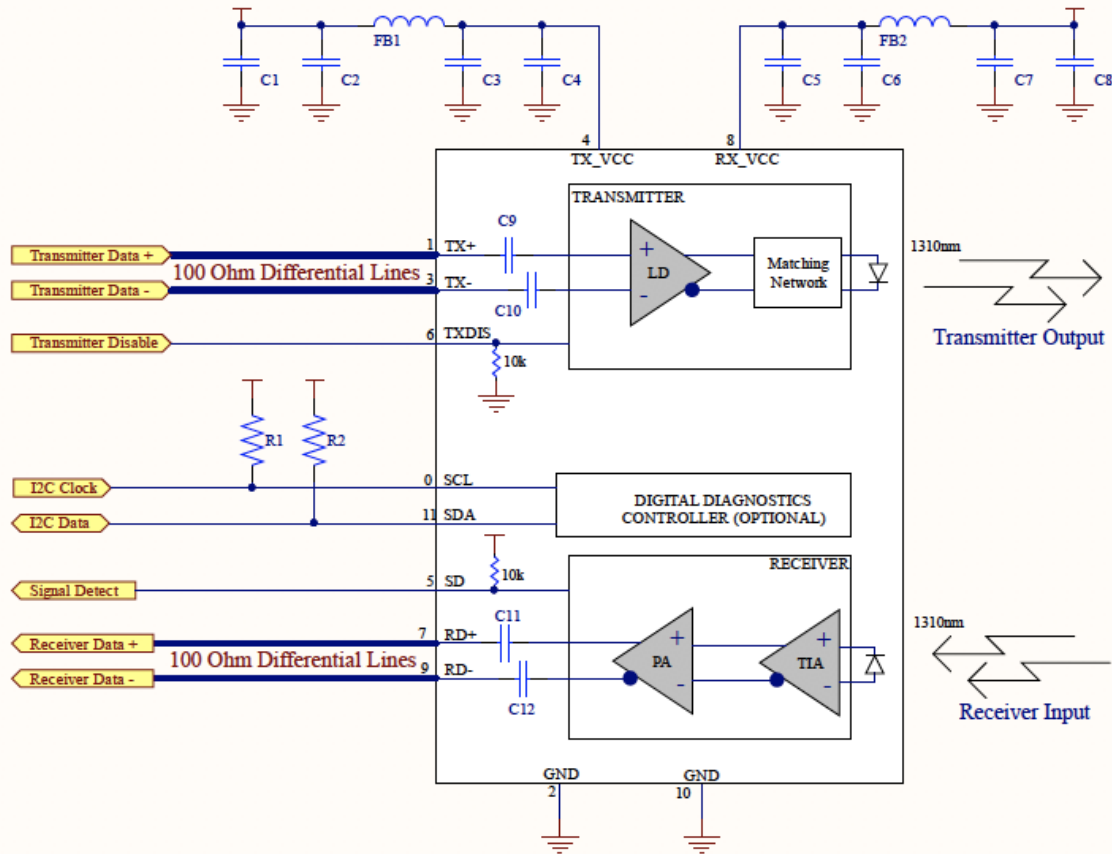 FB1
FB2
C1
C2
C3
C4
C5
C6
C7
C8
4
8
TX_VCC
RX_VCC
TRANSMITTER
C9
Transmitter Data +
1
TX+
100 Ohm Differential Lines
Transmitter Data -
3
TX-
C10
+
-
LD
Matching
Network
1310nm
Transmitter Output
Transmitter Disable
6
TXDIS
10k
R1
R2
I2C Clock
0
SCL
I2C Data
11
SDA
DIGITAL DIAGNOSTICS
CONTROLLER (OPTIONAL)
RECEIVER
Signal Detect
5
SD
10k
C11
Receiver Data +
7
RD+
100 Ohm Differential Lines
Receiver Data -
9
RD-
C12
+
-
PA
+
-
TIA
1310nm
Receiver Input
GND
GND
2
10